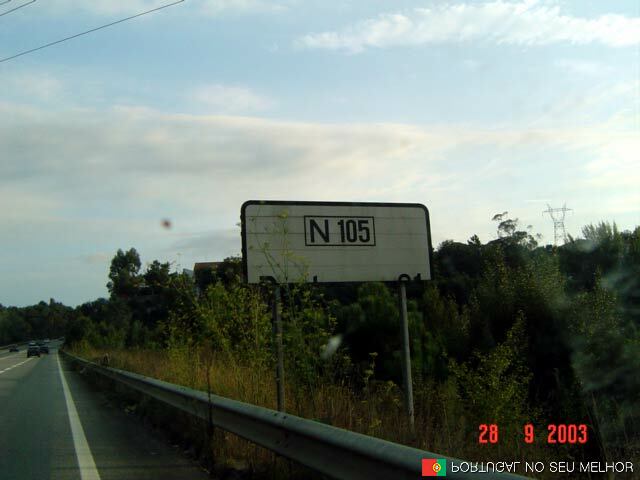 N 105
28 9 2003
PORTUGAL NO SEU MELHOR